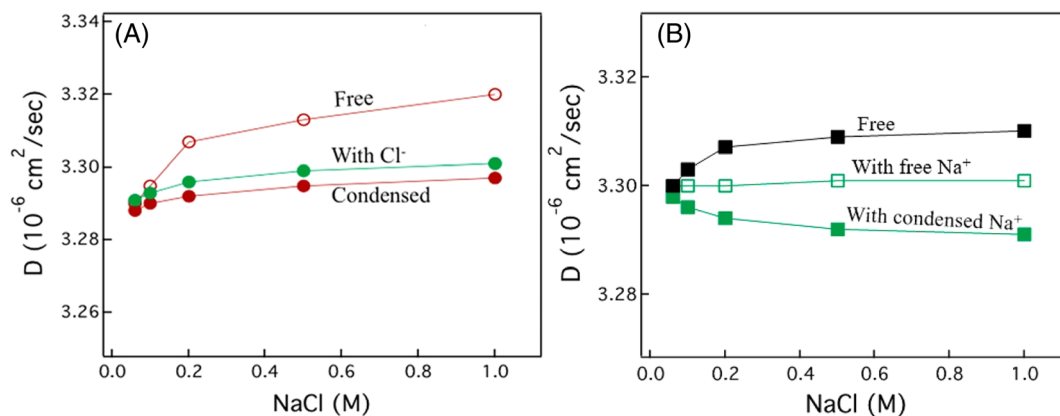 (A)
3.34
3.32
3.30
3.28
3.26
D (10⁻⁶ cm²/sec)
Free
With Cl⁻
Condensed
0.0 0.2 0.4 0.6 0.8 1.0
NaCl (M)
(B)
3.32
3.30
3.28
D (10⁻⁶ cm²/sec)
Free
With free Na⁺
With condensed Na⁺
0.0 0.2 0.4 0.6 0.8 1.0
NaCl (M)